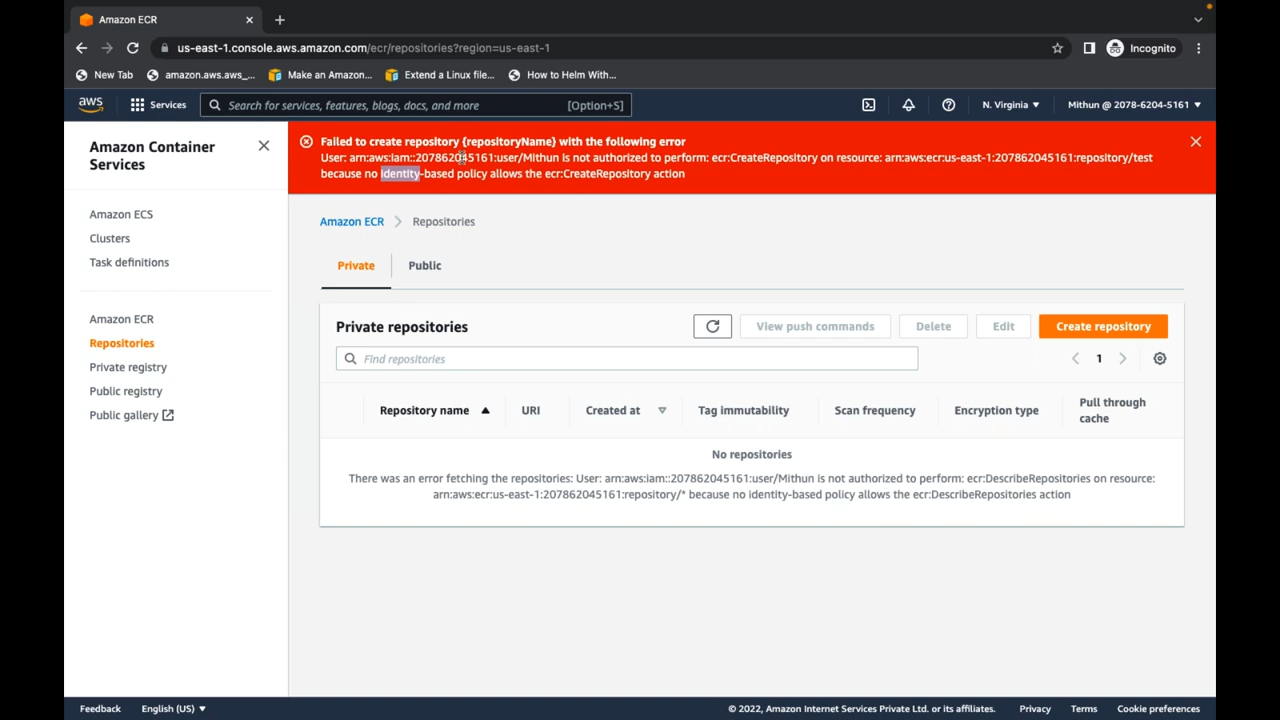 Amazon ECR
us-east-1.console.aws.amazon.com/ecr/repositories?region=us-east-1
Incognito
New Tab
amazon.aws.aws_...
Make an Amazon...
Extend a Linux file...
How to Helm With...
aws
Services
Search for services, features, blogs, docs, and more
[Option+S]
N. Virginia
Mithun @ 2078-6204-5161
Amazon Container
Services
Amazon ECS
Clusters
Task definitions
Amazon ECR
Repositories
Private registry
Public registry
Public gallery
Failed to create repository {repositoryName} with the following error
User: arn:aws:iam::207862045161:user/Mithun is not authorized to perform: ecr:CreateRepository on resource: arn:aws:ecr:us-east-1:207862045161:repository/test
because no identity-based policy allows the ecr:CreateRepository action
Amazon ECR
Repositories
Private
Public
Private repositories
View push commands
Delete
Edit
Create repository
Find repositories
1
Repository name
URI
Created at
Tag immutability
Scan frequency
Encryption type
Pull through
cache
No repositories
There was an error fetching the repositories: User: arn:aws:iam::207862045161:user/Mithun is not authorized to perform: ecr:DescribeRepositories on resource:
arn:aws:ecr:us-east-1:207862045161:repository/* because no identity-based policy allows the ecr:DescribeRepositories action
Feedback
English (US)
© 2022, Amazon Internet Services Private Ltd. or its affiliates.
Privacy
Terms
Cookie preferences